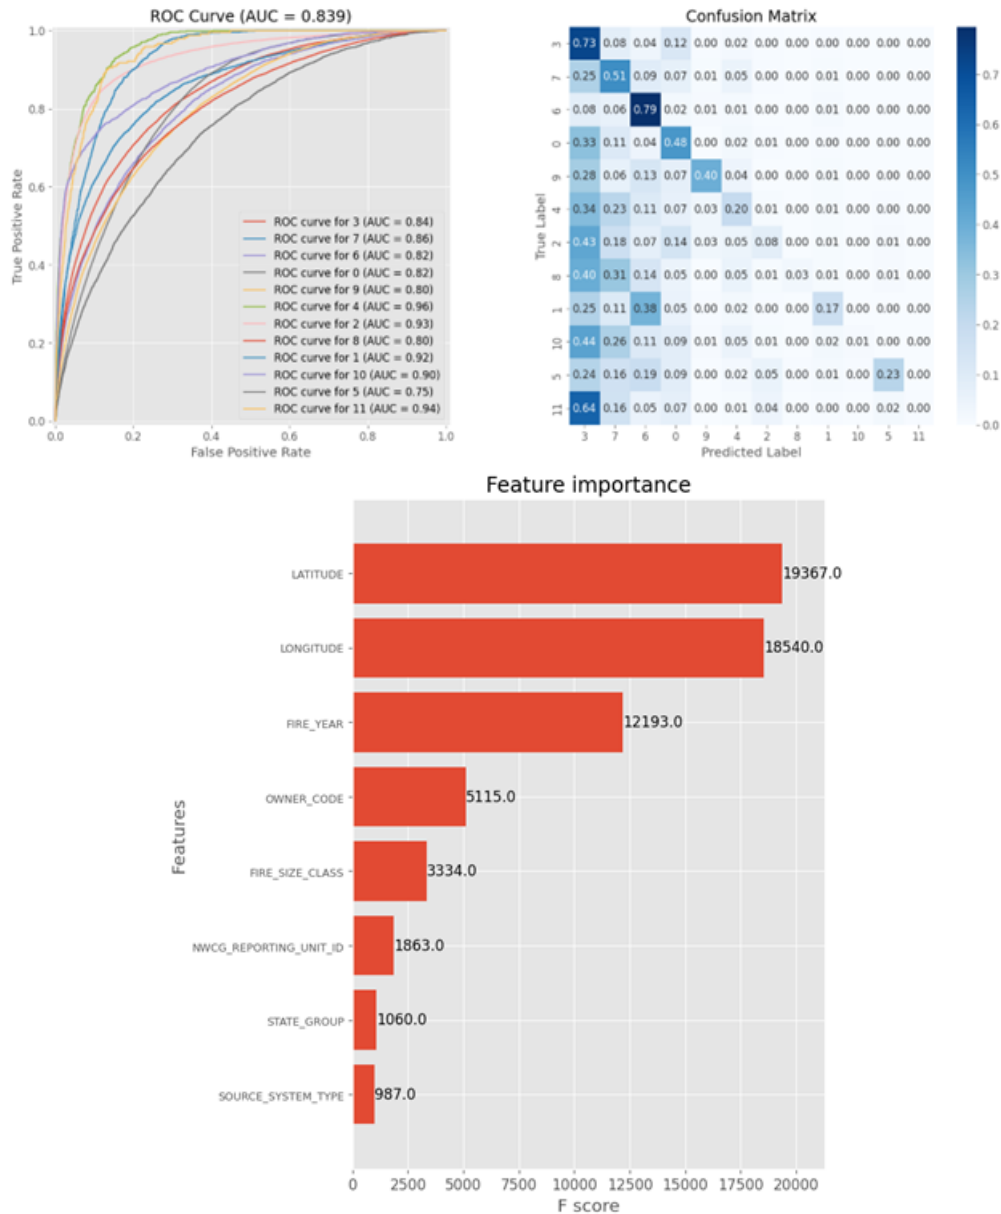 ROC Curve (AUC = 0.839)
True Positive Rate
1.0
0.8
0.6
0.4
0.2
0.0
0.0 0.2 0.4 0.6 0.8 1.0
False Positive Rate
ROC curve for 3 (AUC = 0.84)
ROC curve for 7 (AUC = 0.86)
ROC curve for 6 (AUC = 0.82)
ROC curve for 0 (AUC = 0.82)
ROC curve for 9 (AUC = 0.80)
ROC curve for 4 (AUC = 0.96)
ROC curve for 2 (AUC = 0.93)
ROC curve for 8 (AUC = 0.80)
ROC curve for 1 (AUC = 0.92)
ROC curve for 10 (AUC = 0.90)
ROC curve for 5 (AUC = 0.75)
ROC curve for 11 (AUC = 0.94)
Confusion Matrix
True Label
3 0.73 0.08 0.04 0.12 0.00 0.02 0.00 0.00 0.00 0.00 0.00 0.00
7 0.25 0.51 0.09 0.07 0.01 0.05 0.00 0.00 0.00 0.00 0.00 0.00
6 0.08 0.06 0.79 0.02 0.01 0.01 0.00 0.00 0.00 0.00 0.00 0.00
0 0.33 0.11 0.04 0.48 0.00 0.02 0.01 0.00 0.00 0.00 0.00 0.00
9 0.28 0.06 0.13 0.07 0.40 0.04 0.00 0.00 0.01 0.00 0.00 0.00
4 0.34 0.23 0.11 0.07 0.03 0.20 0.01 0.00 0.01 0.00 0.00 0.00
2 0.43 0.18 0.07 0.14 0.03 0.05 0.08 0.00 0.00 0.00 0.01 0.00
8 0.40 0.31 0.14 0.05 0.00 0.05 0.01 0.03 0.01 0.00 0.00 0.00
1 0.25 0.11 0.38 0.05 0.00 0.02 0.00 0.00 0.17 0.00 0.00 0.00
10 0.44 0.26 0.11 0.09 0.01 0.05 0.01 0.00 0.02 0.01 0.00 0.00
5 0.24 0.16 0.19 0.09 0.00 0.02 0.05 0.00 0.01 0.00 0.23 0.00
11 0.64 0.16 0.05 0.07 0.00 0.01 0.04 0.00 0.00 0.00 0.02 0.00
3 7 6 0 9 4 2 8 1 10 5 11
Predicted Label
0.7
0.6
0.5
0.4
0.3
0.2
0.1
0.0
Feature importance
Features
LATITUDE 19367.0
LONGITUDE 18540.0
FIRE_YEAR 12193.0
OWNER_CODE 5115.0
FIRE_SIZE_CLASS 3334.0
NWCG_REPORTING_UNIT_ID 1863.0
STATE_GROUP 1060.0
SOURCE_SYSTEM_TYPE 987.0
0 2500 5000 7500 10000 12500 15000 17500 20000
F score